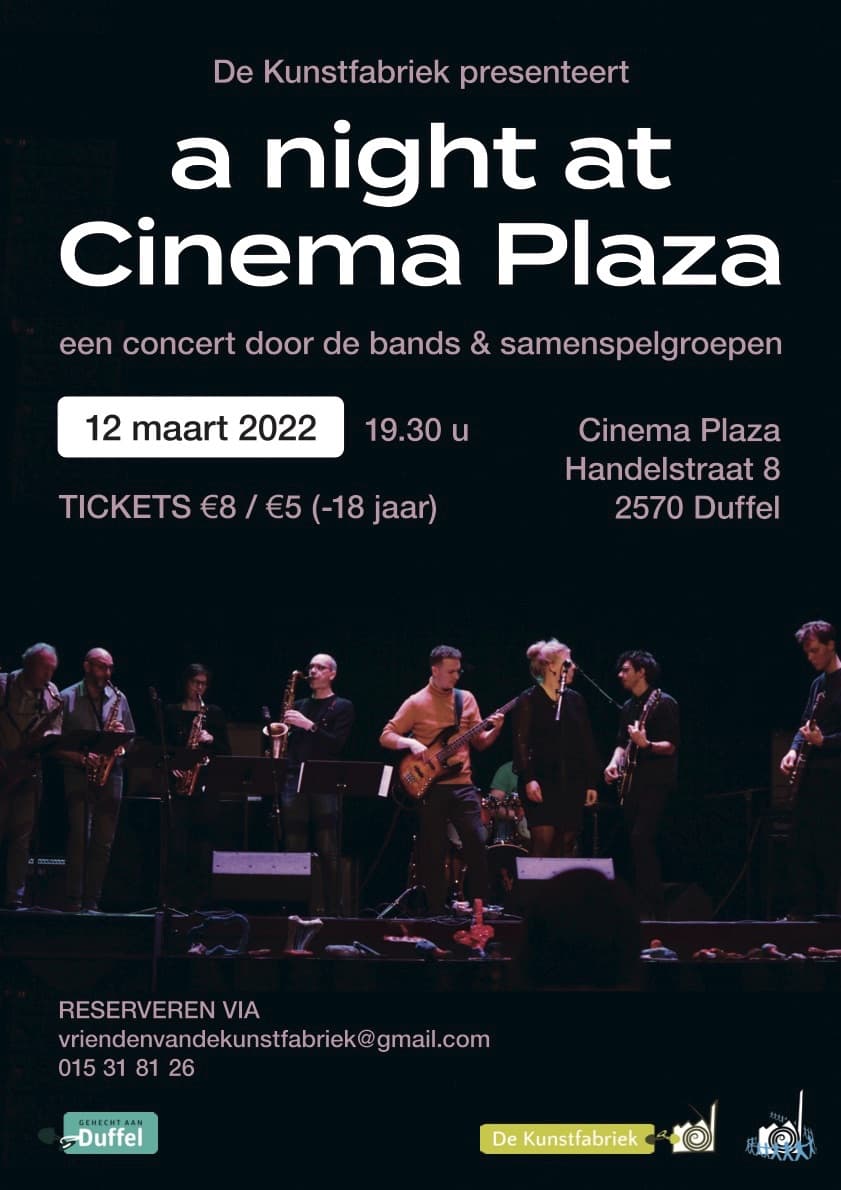 De Kunstfabriek presenteert
a night at
Cinema Plaza
een concert door de bands & samenspelgroepen
12 maart 2022 19.30 u
TICKETS €8 / €5 (-18 jaar)
Cinema Plaza
Handelstraat 8
2570 Duffel
RESERVEREN VIA
vriendenvandekunstfabriek@gmail.com
015 31 81 26
GEHECHT AAN
Duffel
De Kunstfabriek